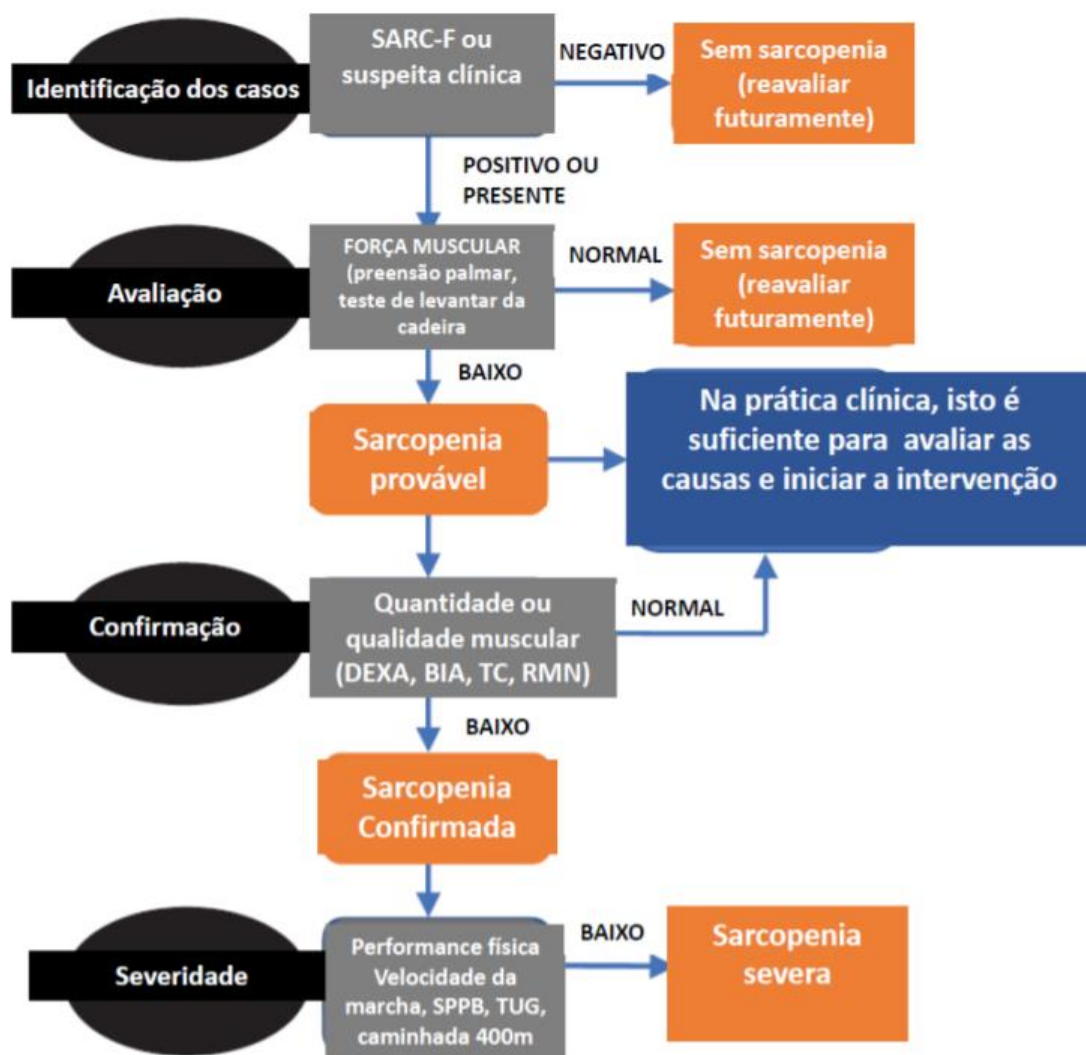 Identificação dos casos
SARC-F ou
suspeita clínica
NEGATIVO
Sem sarcopenia
(reavaliar
futuramente)
POSITIVO OU
PRESENTE
Avaliação
FORÇA MUSCULAR
(preensão palmar,
teste de levantar da
cadeira
NORMAL
Sem sarcopenia
(reavaliar
futuramente)
BAIXO
Sarcopenia
provável
Na prática clínica, isto é
suficiente para avaliar as
causas e iniciar a intervenção
Confirmação
Quantidade ou
qualidade muscular
(DEXA, BIA, TC, RMN)
NORMAL
BAIXO
Sarcopenia
Confirmada
Severidade
Performance física
Velocidade da
marcha, SPPB, TUG,
caminhada 400m
BAIXO
Sarcopenia
severa